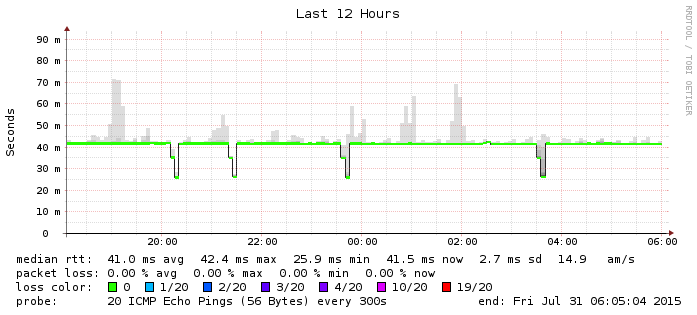 Last 12 Hours
RRDTOOL / TOBI OETIKER
Seconds
90 m
80 m
70 m
60 m
50 m
40 m
30 m
20 m
10 m
0
20:00 22:00 00:00 02:00 04:00 06:00
median rtt: 41.0 ms avg 42.4 ms max 25.9 ms min 41.5 ms now 2.7 ms sd 14.9 am/s
packet loss: 0.00 % avg 0.00 % max 0.00 % min 0.00 % now
loss color: 0 1/20 2/20 3/20 4/20 10/20 19/20
probe: 20 ICMP Echo Pings (56 Bytes) every 300s end: Fri Jul 31 06:05:04 2015